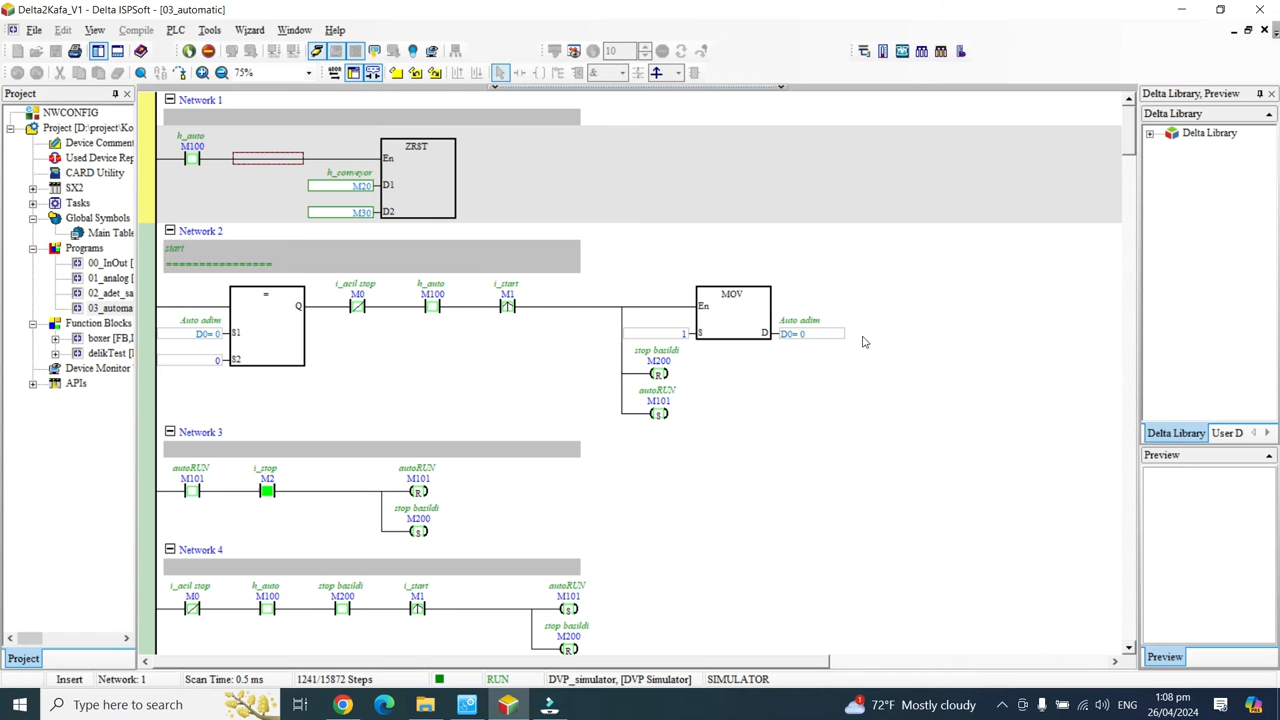 Delta2Kafa_V1 - Delta ISPSoft - [03_automatic]
File Edit View Compile PLC Tools Wizard Window Help
10
75%
&
Project
Delta Library, Preview
NWCONFIG
Project [D:\project\Ko
Device Comment
Used Device Rep
CARD Utility
SX2
Tasks
Global Symbols
Main Table
Programs
00_InOut [
01_analog [
02_adet_sa
03_automa
Function Blocks
boxer [FB,I
delikTest [
Device Monitor
APIs
Project
Network 1
h_auto
M100
ZRST
En
h_conveyor
M20 D1
M30 D2
Network 2
start
================
= Q
i_acil stop
M0
h_auto
M100
i_start
M1
MOV
En
Auto adim
D0= 0 S1
0 S2
1 S D
Auto adim
D0= 0
stop basildi
M200
R
autoRUN
M101
S
Network 3
autoRUN
M101
i_stop
M2
autoRUN
M101
R
stop basildi
M200
S
Network 4
i_acil stop
M0
h_auto
M100
stop basildi
M200
i_start
M1
autoRUN
M101
S
stop basildi
M200
R
Delta Library
Delta Library
Delta Library User D
Preview
Preview
Insert Network: 1 Scan Time: 0.5 ms 1241/15872 Steps RUN DVP_simulator, [DVP Simulator] SIMULATOR
Type here to search
72°F Mostly cloudy ENG
1:08 pm
26/04/2024